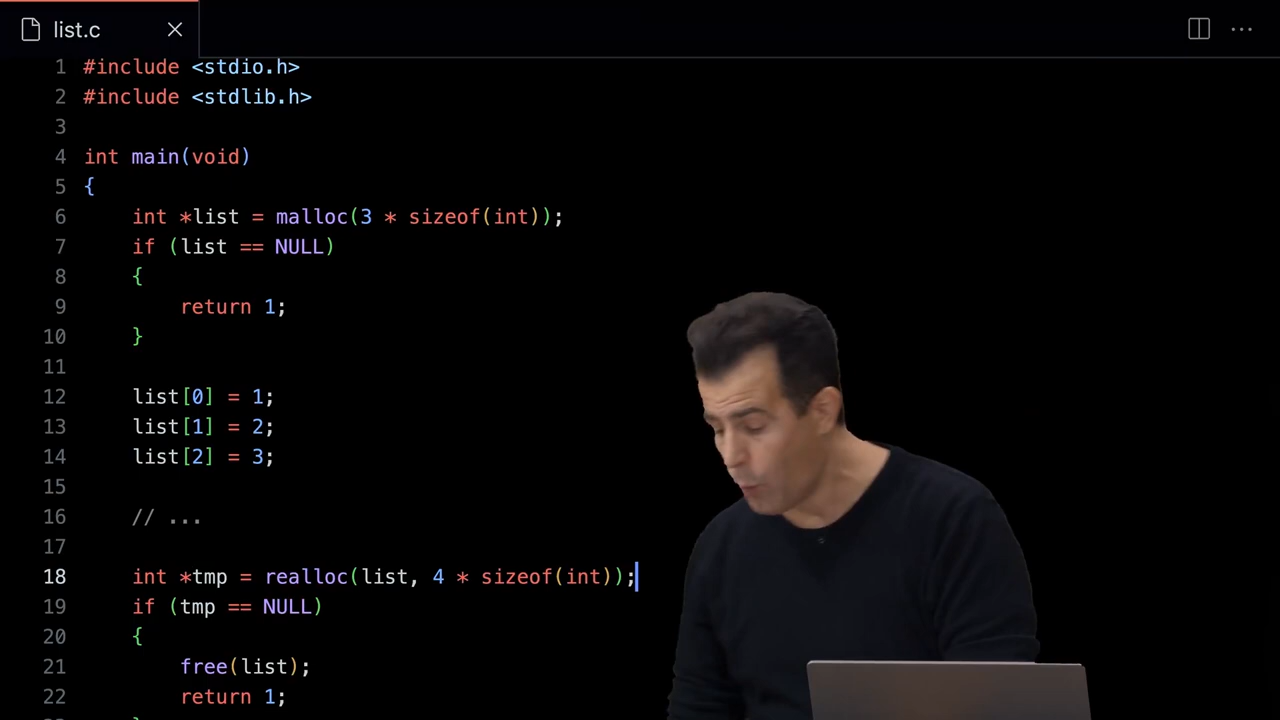 list.c
1 #include <stdio.h>
2 #include <stdlib.h>
3
4 int main(void)
5 {
6     int *list = malloc(3 * sizeof(int));
7     if (list == NULL)
8     {
9         return 1;
10     }
11
12     list[0] = 1;
13     list[1] = 2;
14     list[2] = 3;
15
16     // ...
17
18     int *tmp = realloc(list, 4 * sizeof(int));
19     if (tmp == NULL)
20     {
21         free(list);
22         return 1;